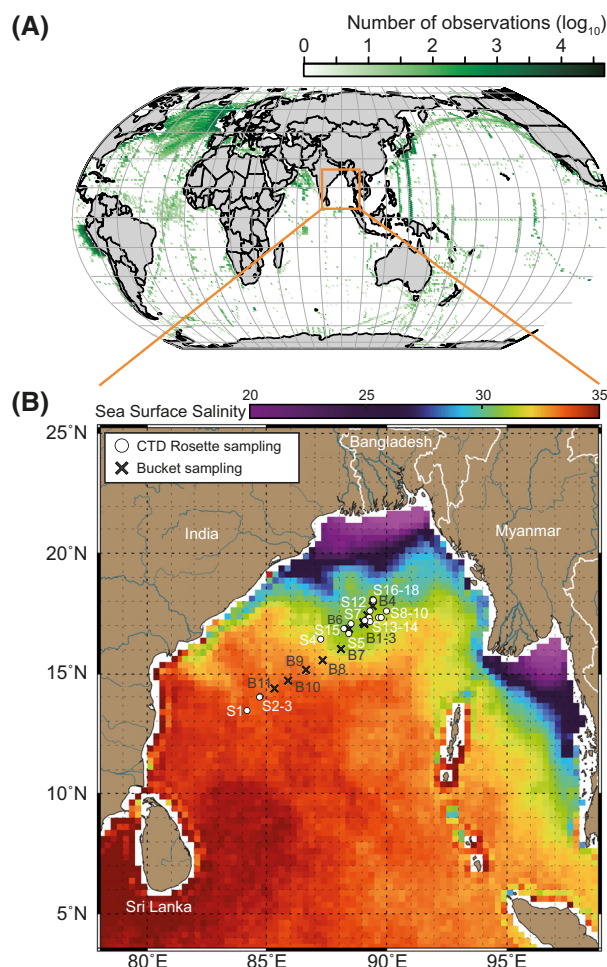 (A)
Number of observations (log10)
0 1 2 3 4
(B)
Sea Surface Salinity
20 25 30 35
25°N
20°N
15°N
10°N
5°N
CTD Rosette sampling
Bucket sampling
Bangladesh
India
Myanmar
S16-18
S12 B4
S7 S8-10
B6
S15 S13-14
S4 S5 B1-3
B7
B9
B8
B11 B10
S1 S2-3
Sri Lanka
80°E 85°E 90°E 95°E